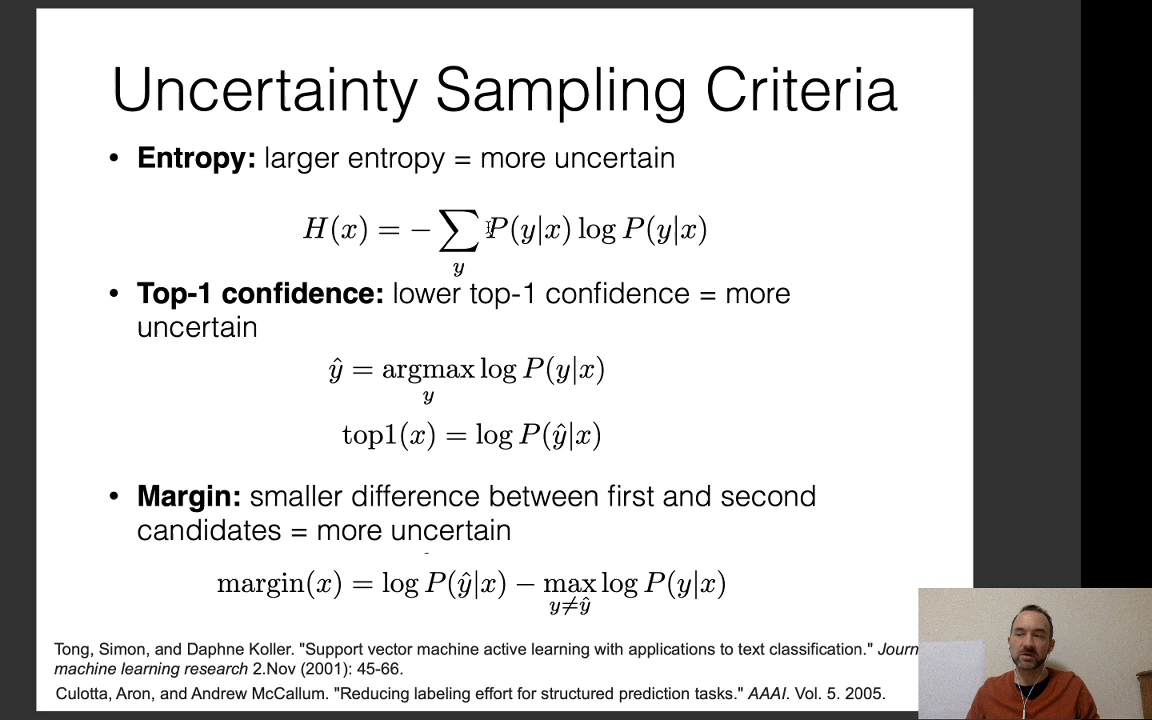 Uncertainty Sampling Criteria
• Entropy: larger entropy = more uncertain
H(x) = − ∑_y P(y|x) log P(y|x)
• Top-1 confidence: lower top-1 confidence = more
uncertain
ŷ = argmax_y log P(y|x)
top1(x) = log P(ŷ|x)
• Margin: smaller difference between first and second
candidates = more uncertain
margin(x) = log P(ŷ|x) − max_{y≠ŷ} log P(y|x)
Tong, Simon, and Daphne Koller. "Support vector machine active learning with applications to text classification." Journ
machine learning research 2.Nov (2001): 45-66.
Culotta, Aron, and Andrew McCallum. "Reducing labeling effort for structured prediction tasks." AAAI. Vol. 5. 2005.